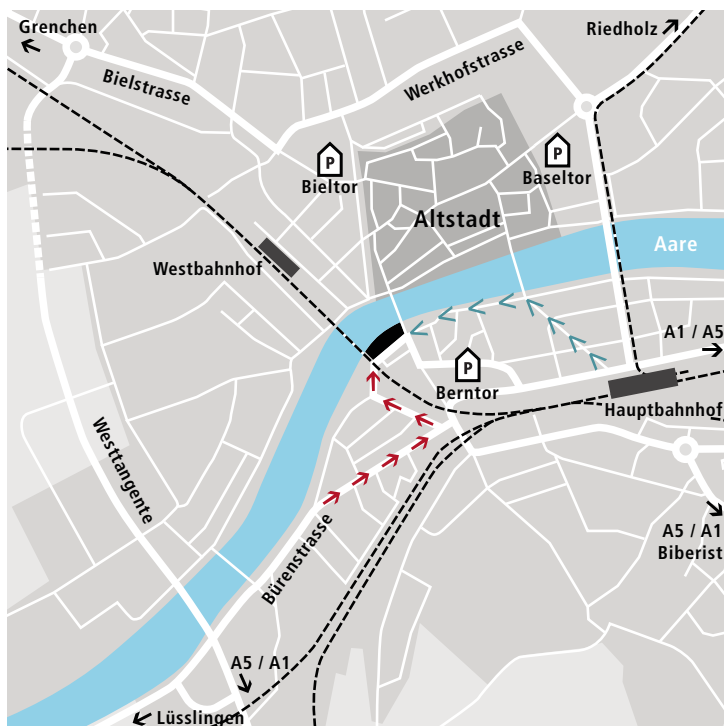 Grenchen
Riedholz
Bielstrasse
Werkhofstrasse
P
Bieltor
P
Baseltor
Altstadt
Aare
Westbahnhof
A1 / A5
P
Berntor
Hauptbahnhof
Westtangente
Bürenstrasse
A5 / A1
Biberist
A5 / A1
Lüsslingen